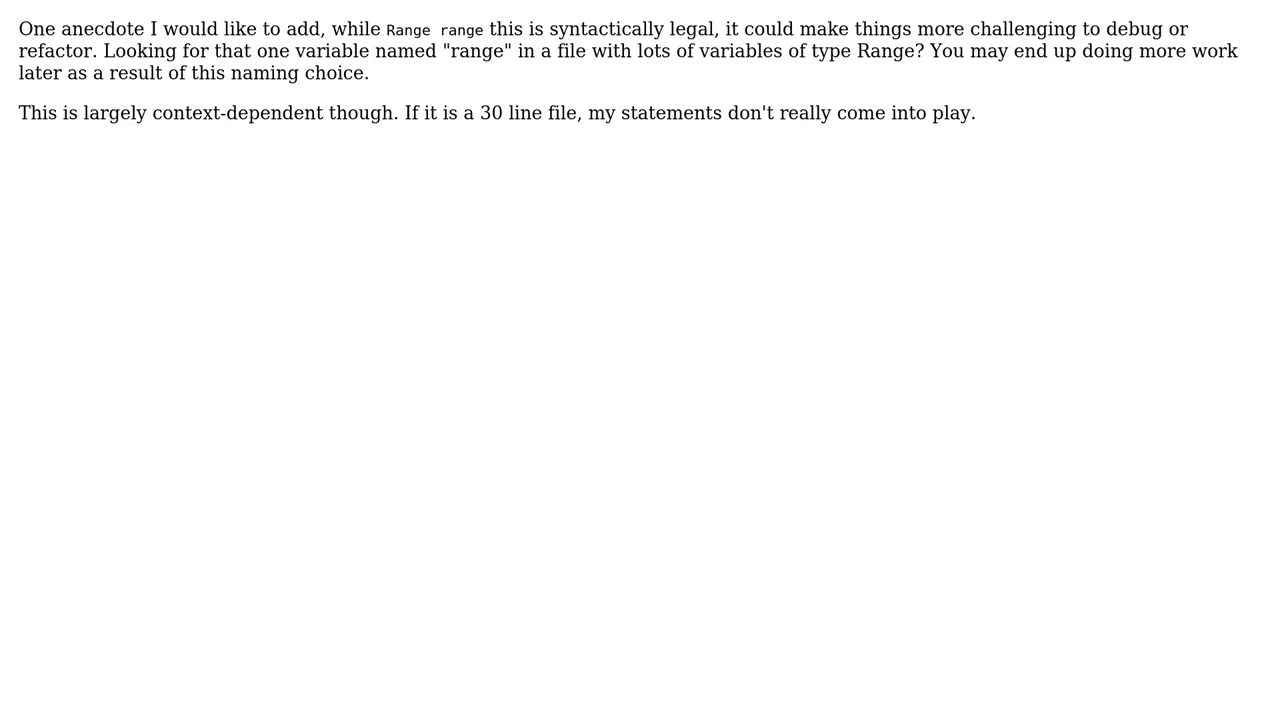 One anecdote I would like to add, while Range range this is syntactically legal, it could make things more challenging to debug or
refactor. Looking for that one variable named "range" in a file with lots of variables of type Range? You may end up doing more work
later as a result of this naming choice.
This is largely context-dependent though. If it is a 30 line file, my statements don't really come into play.